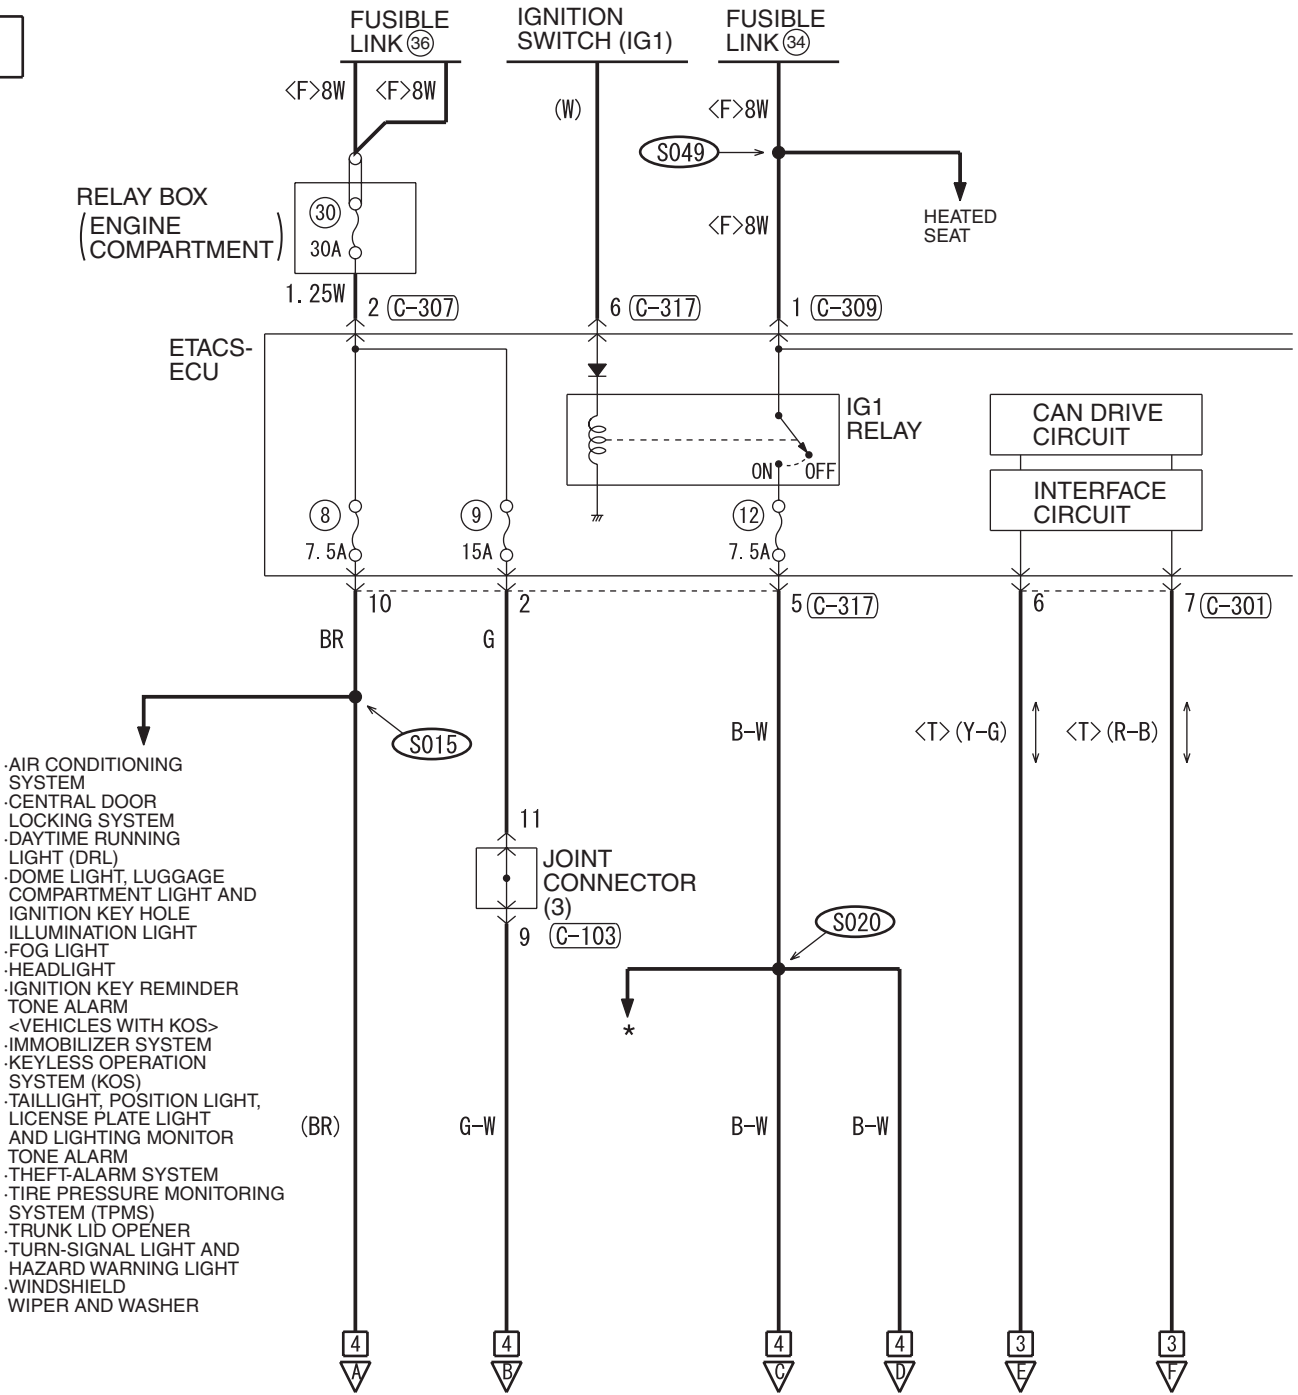 FUSIBLE
LINK 36
IGNITION
SWITCH (IG1)
FUSIBLE
LINK 34
<F>8W
<F>8W
(W)
<F>8W
S049
RELAY BOX
(ENGINE
COMPARTMENT)
30
30A
<F>8W
HEATED
SEAT
1.25W
2 (C-307)
6 (C-317)
1 (C-309)
ETACS-
ECU
IG1
RELAY
ON
OFF
CAN DRIVE
CIRCUIT
INTERFACE
CIRCUIT
8
7.5A
9
15A
12
7.5A
10
2
5 (C-317)
6
7 (C-301)
BR
G
S015
B-W
<T>(Y-G)
<T>(R-B)
·AIR CONDITIONING
SYSTEM
·CENTRAL DOOR
LOCKING SYSTEM
·DAYTIME RUNNING
LIGHT (DRL)
·DOME LIGHT, LUGGAGE
COMPARTMENT LIGHT AND
IGNITION KEY HOLE
ILLUMINATION LIGHT
·FOG LIGHT
·HEADLIGHT
·IGNITION KEY REMINDER
TONE ALARM
<VEHICLES WITH KOS>
·IMMOBILIZER SYSTEM
·KEYLESS OPERATION
SYSTEM (KOS)
·TAILLIGHT, POSITION LIGHT,
LICENSE PLATE LIGHT
AND LIGHTING MONITOR
TONE ALARM
·THEFT-ALARM SYSTEM
·TIRE PRESSURE MONITORING
SYSTEM (TPMS)
·TRUNK LID OPENER
·TURN-SIGNAL LIGHT AND
HAZARD WARNING LIGHT
·WINDSHIELD
WIPER AND WASHER
11
JOINT
CONNECTOR
(3)
9 (C-103)
S020
*
(BR)
G-W
B-W
B-W
4
A
4
B
4
C
4
D
3
E
3
F